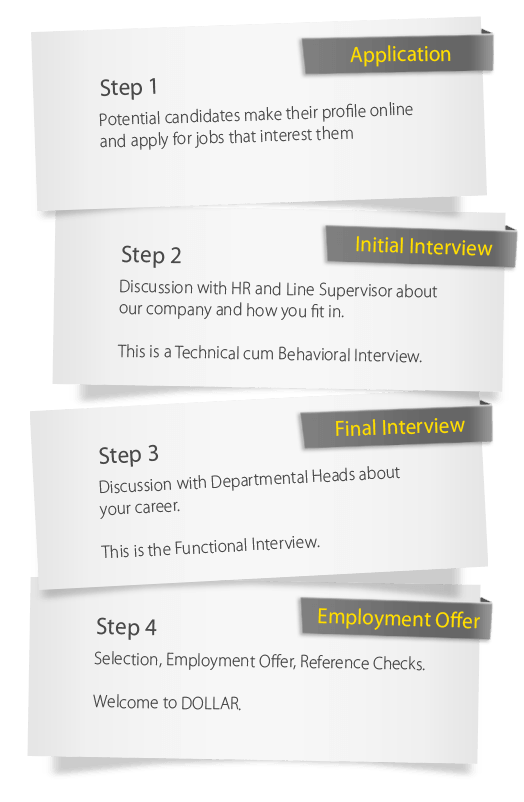 Application
Step 1
Potential candidates make their profile online
and apply for jobs that interest them
Initial Interview
Step 2
Discussion with HR and Line Supervisor about
our company and how you fit in.
This is a Technical cum Behavioral Interview.
Final Interview
Step 3
Discussion with Departmental Heads about
your career.
This is the Functional Interview.
Employment Offer
Step 4
Selection, Employment Offer, Reference Checks.
Welcome to DOLLAR.